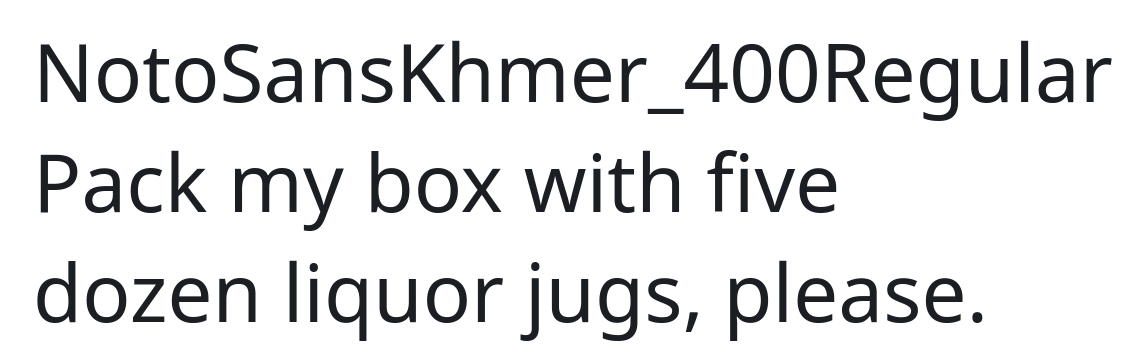 NotoSansKhmer_400Regular
Pack my box with five
dozen liquor jugs, please.